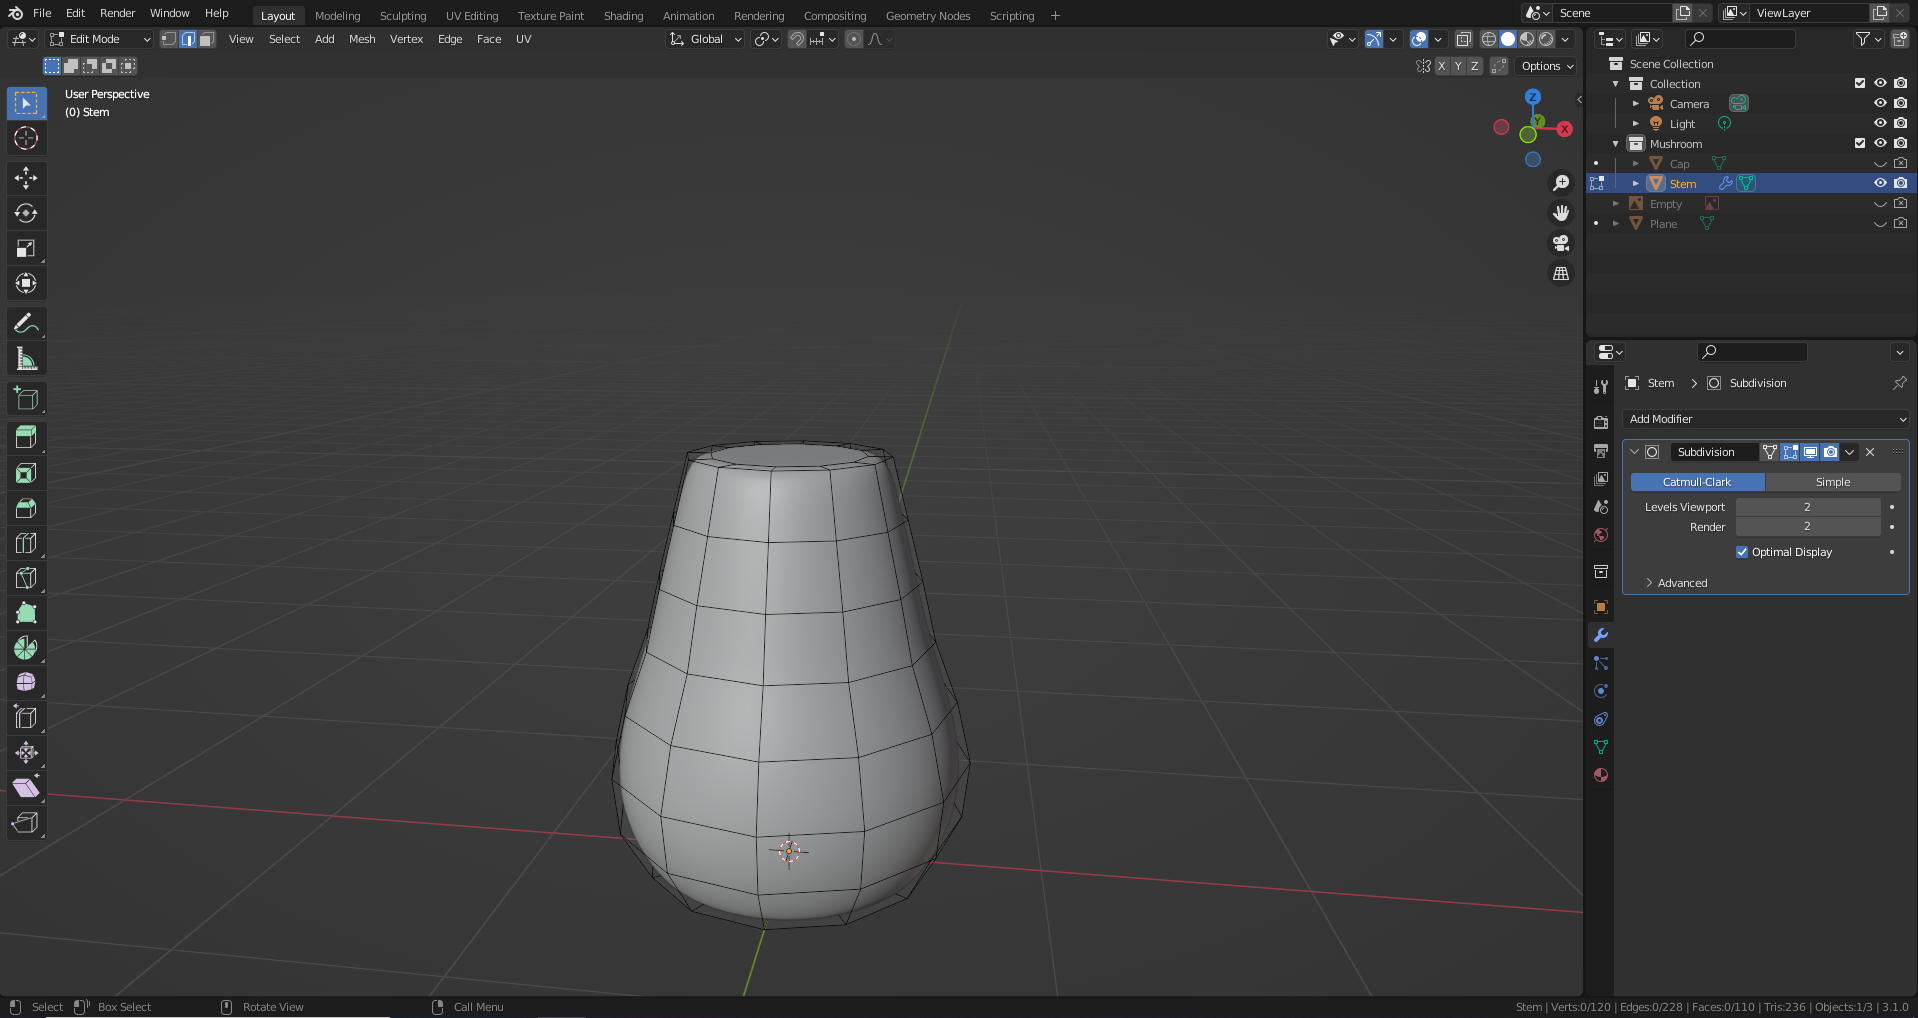 File Edit Render Window Help Layout Modeling Sculpting UV Editing Texture Paint Shading Animation Rendering Compositing Geometry Nodes Scripting + Scene ViewLayer
Edit Mode View Select Add Mesh Vertex Edge Face UV Global
X Y Z Options
User Perspective
(0) Stem
Z
Y
X
Scene Collection
Collection
Camera
Light
Mushroom
Cap
Stem
Empty
Plane
Stem > Subdivision
Add Modifier
Subdivision
Catmull-Clark Simple
Levels Viewport 2
Render 2
Optimal Display
Advanced
Select Box Select Rotate View Call Menu Stem | Verts:0/120 | Edges:0/228 | Faces:0/110 | Tris:236 | Objects:1/3 | 3.1.0